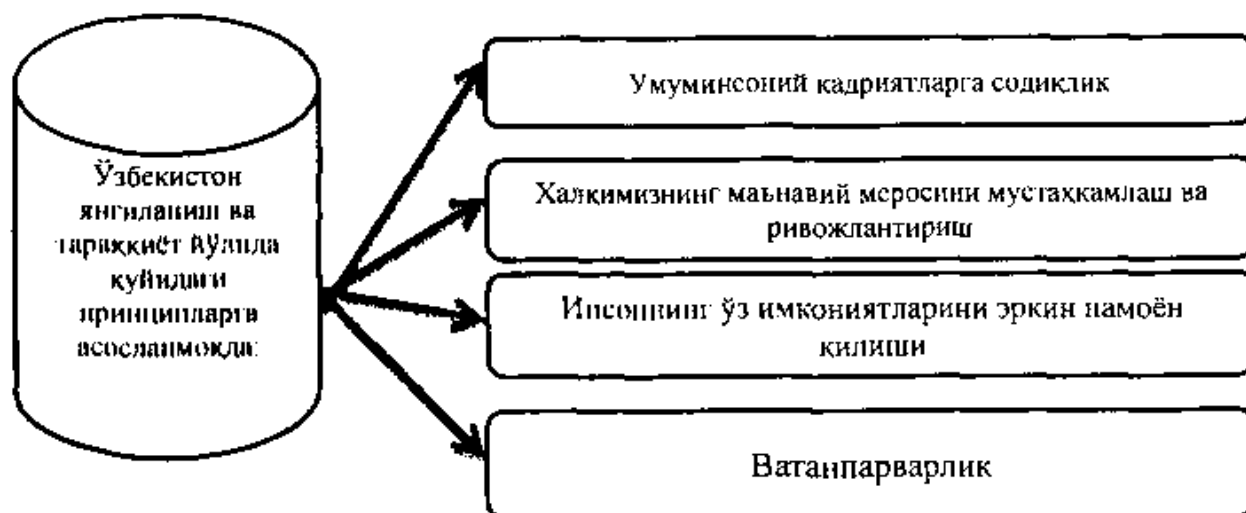 Ўзбекистон
янгиланиш ва
тараққиёт йўлида
қуйидаги
принципларга
асосланмоқда:
Умуминсоний кадриятларга содиқлик
Халқимизнинг маънавий меросини мустаҳкамлаш ва
ривожлантириш
Инсоннинг ўз имкониятларини эркин намоён
қилиши
Ватанпарварлик